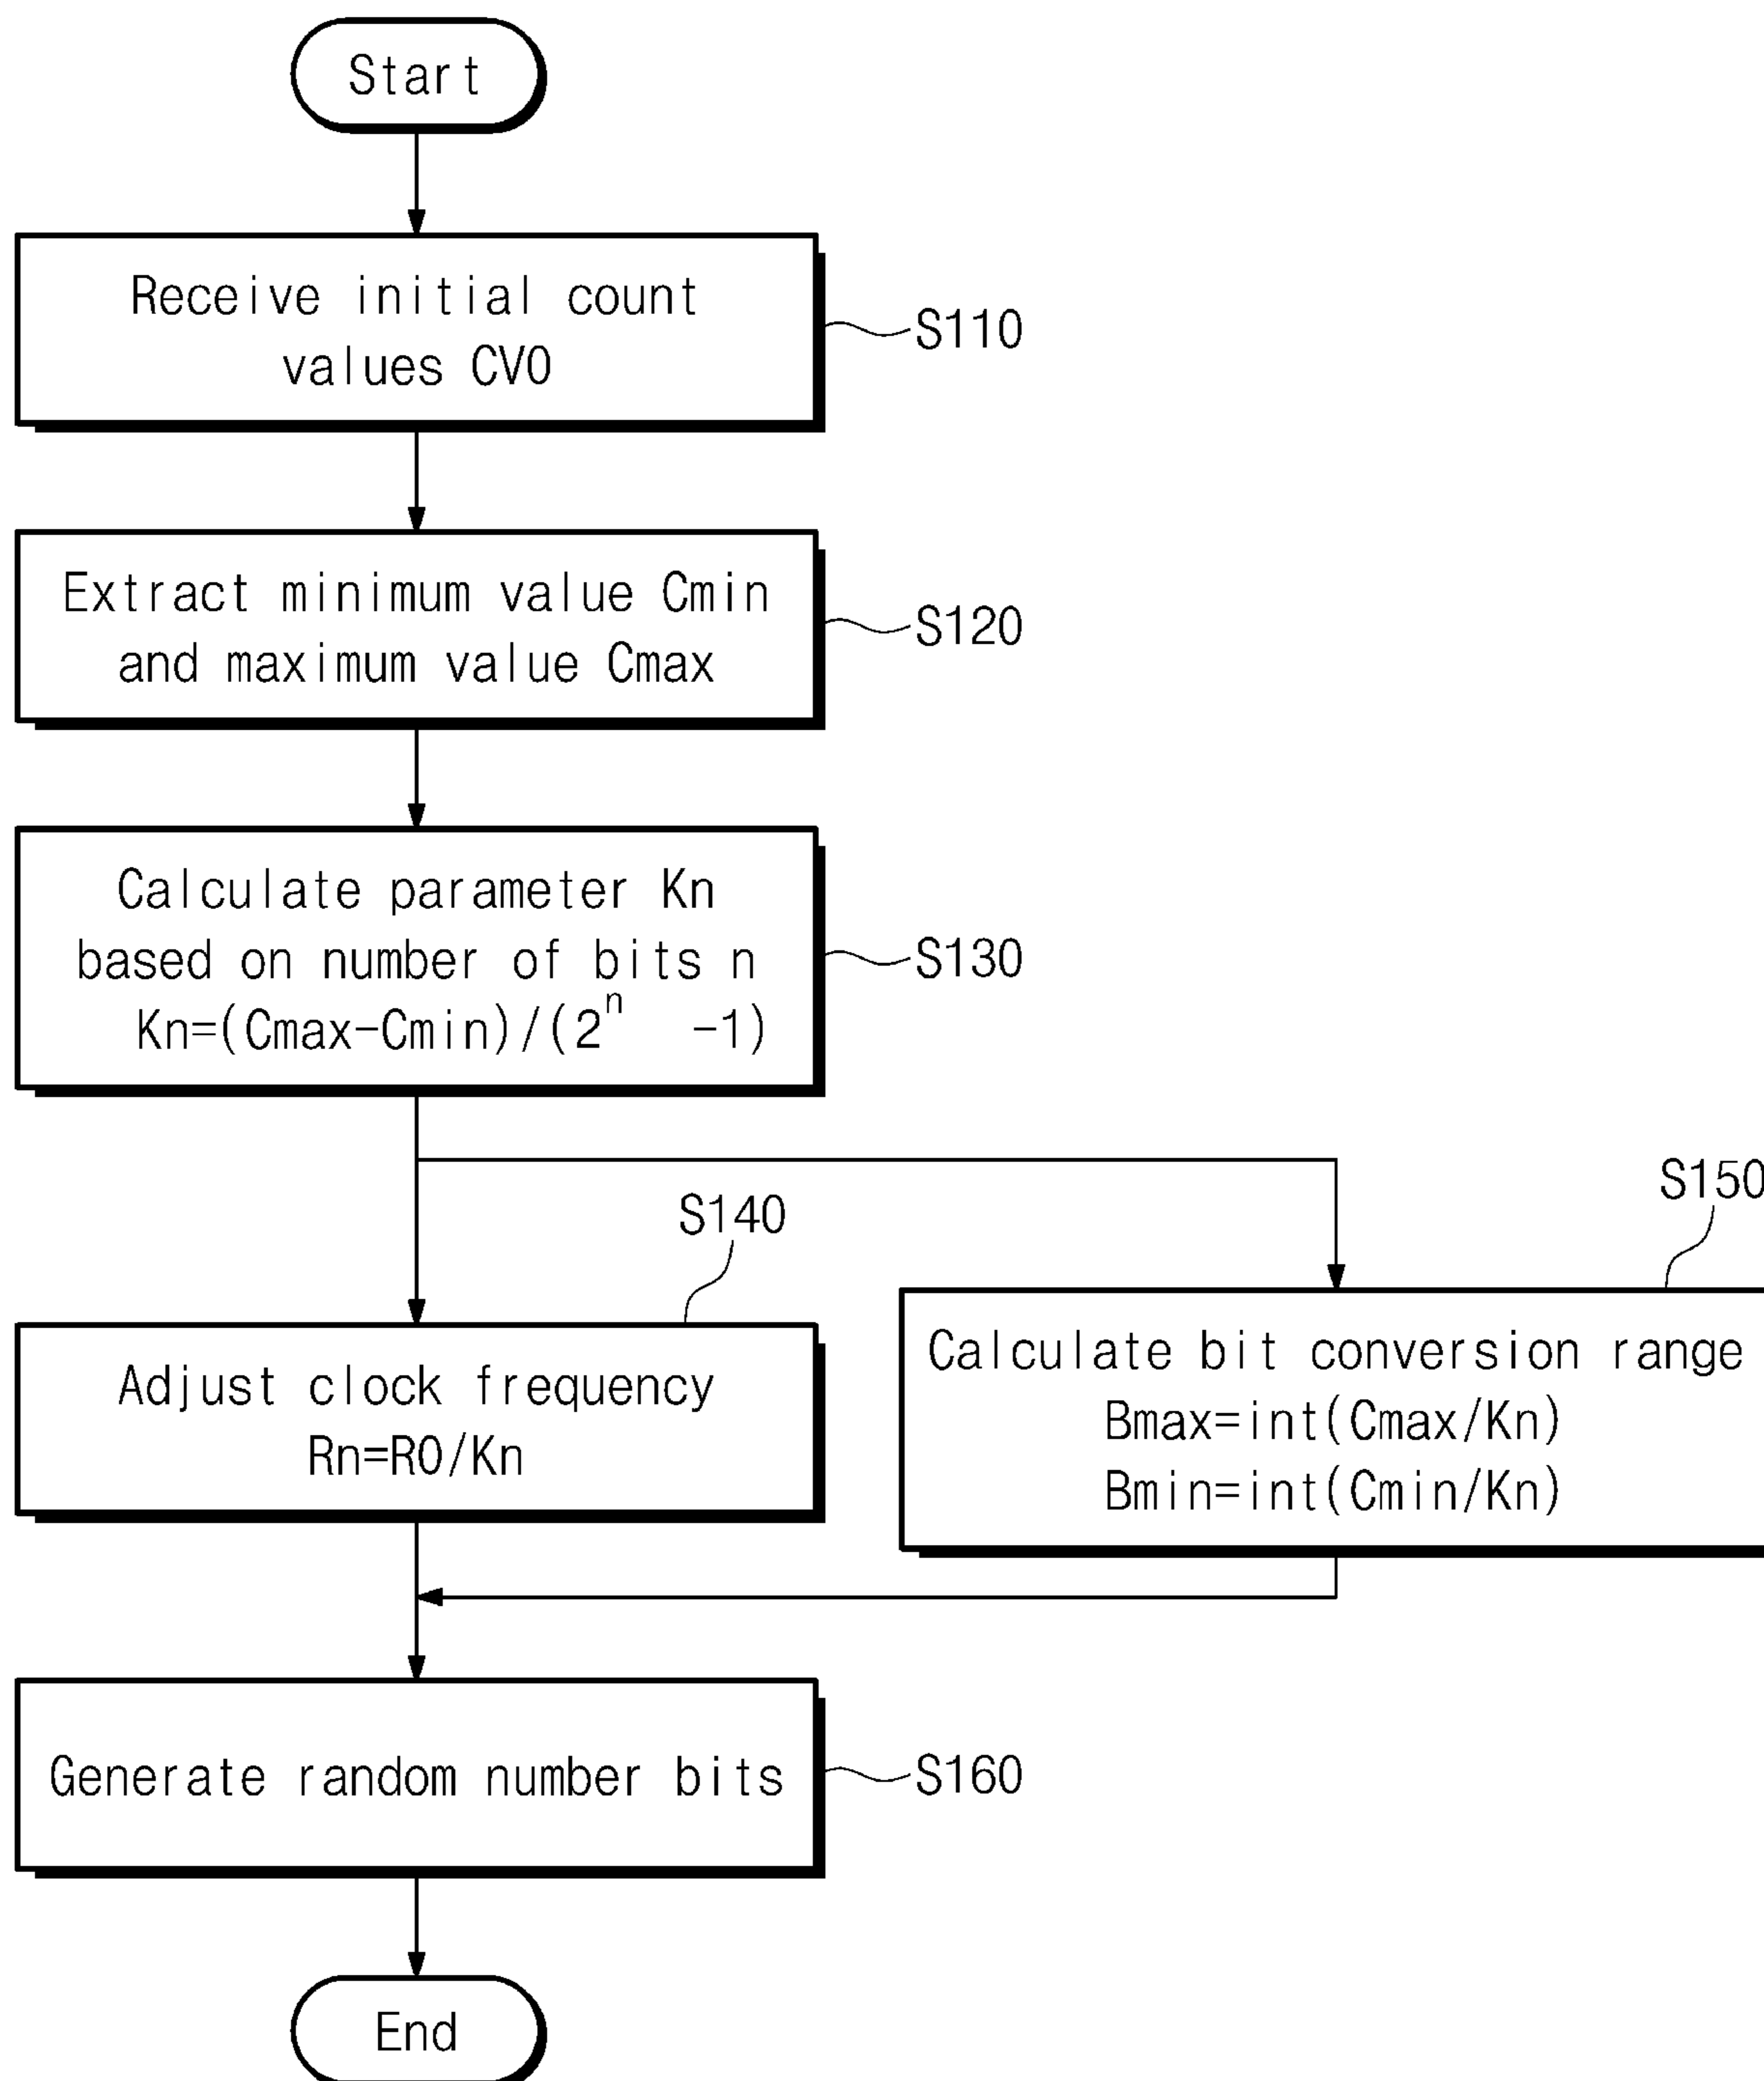 Start
Receive initial count
values CV0
S110
Extract minimum value Cmin
and maximum value Cmax
S120
Calculate parameter Kn
based on number of bits n
Kn=(Cmax-Cmin)/(2ⁿ -1)
S130
S140
Adjust clock frequency
Rn=R0/Kn
S150
Calculate bit conversion range
Bmax=int(Cmax/Kn)
Bmin=int(Cmin/Kn)
Generate random number bits
S160
End